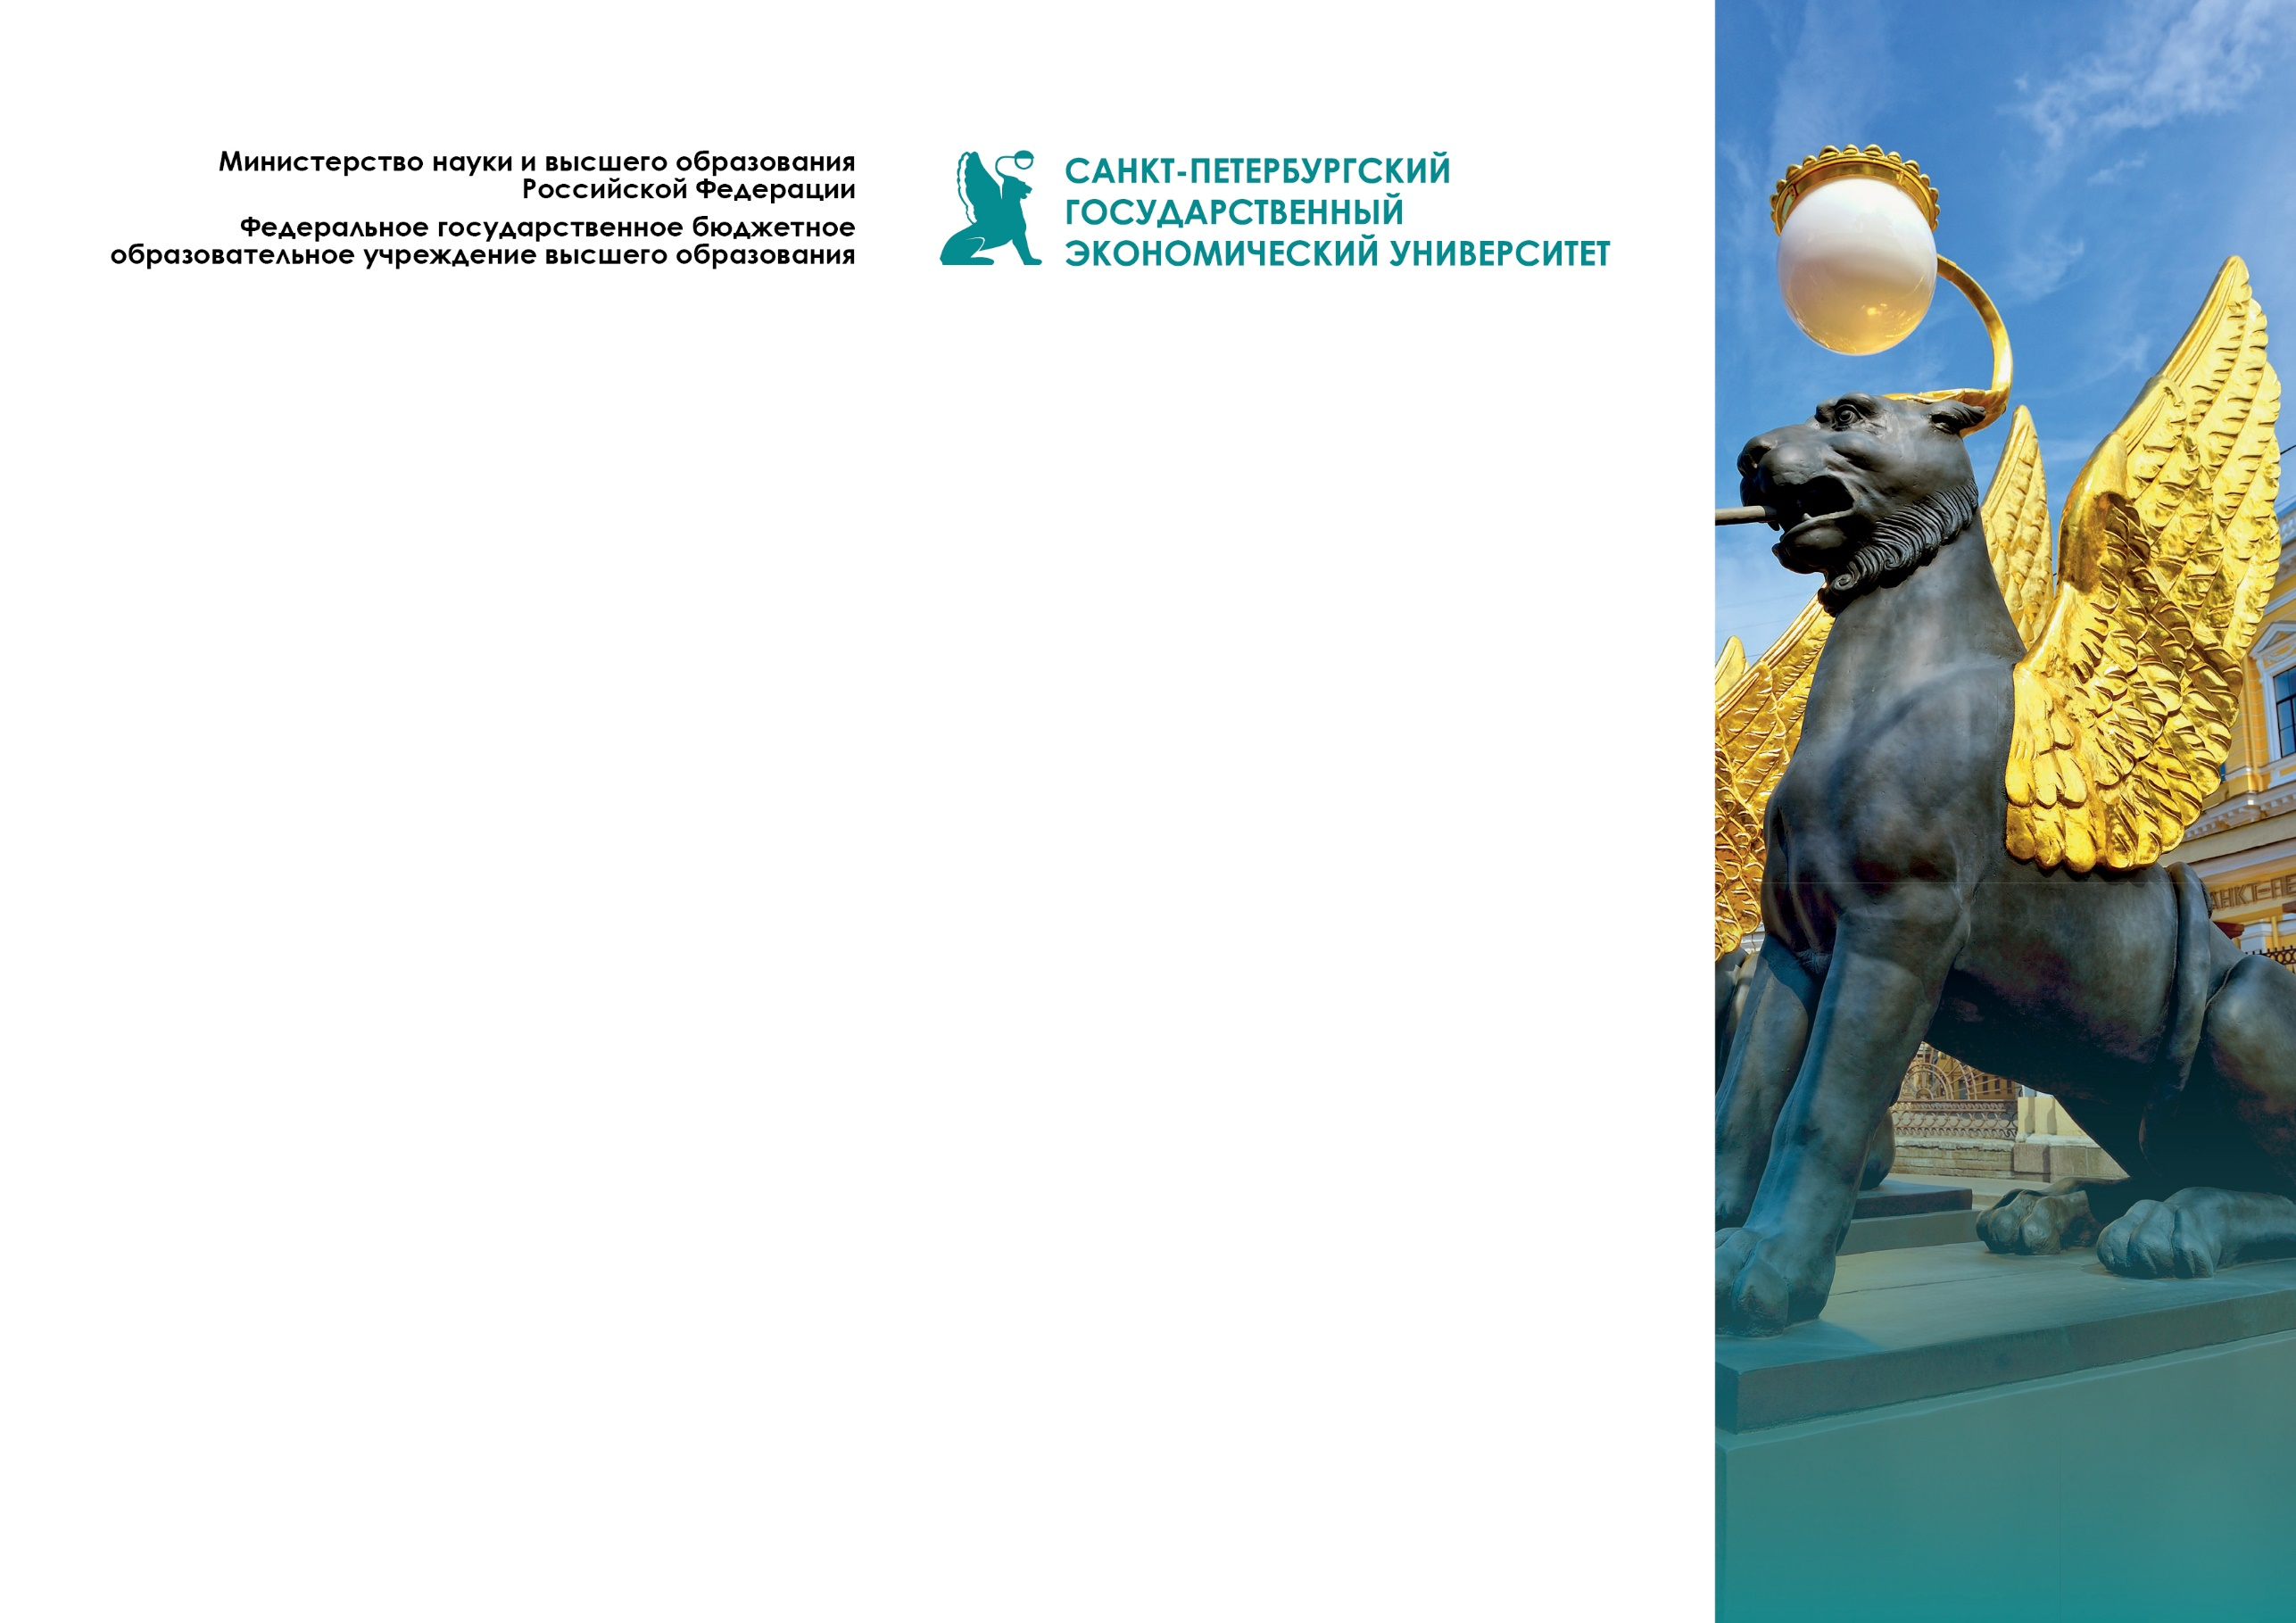 Министерство науки и высшего образования
Российской Федерации
Федеральное государственное бюджетное
образовательное учреждение высшего образования
САНКТ-ПЕТЕРБУРГСКИЙ
ГОСУДАРСТВЕННЫЙ
ЭКОНОМИЧЕСКИЙ УНИВЕРСИТЕТ